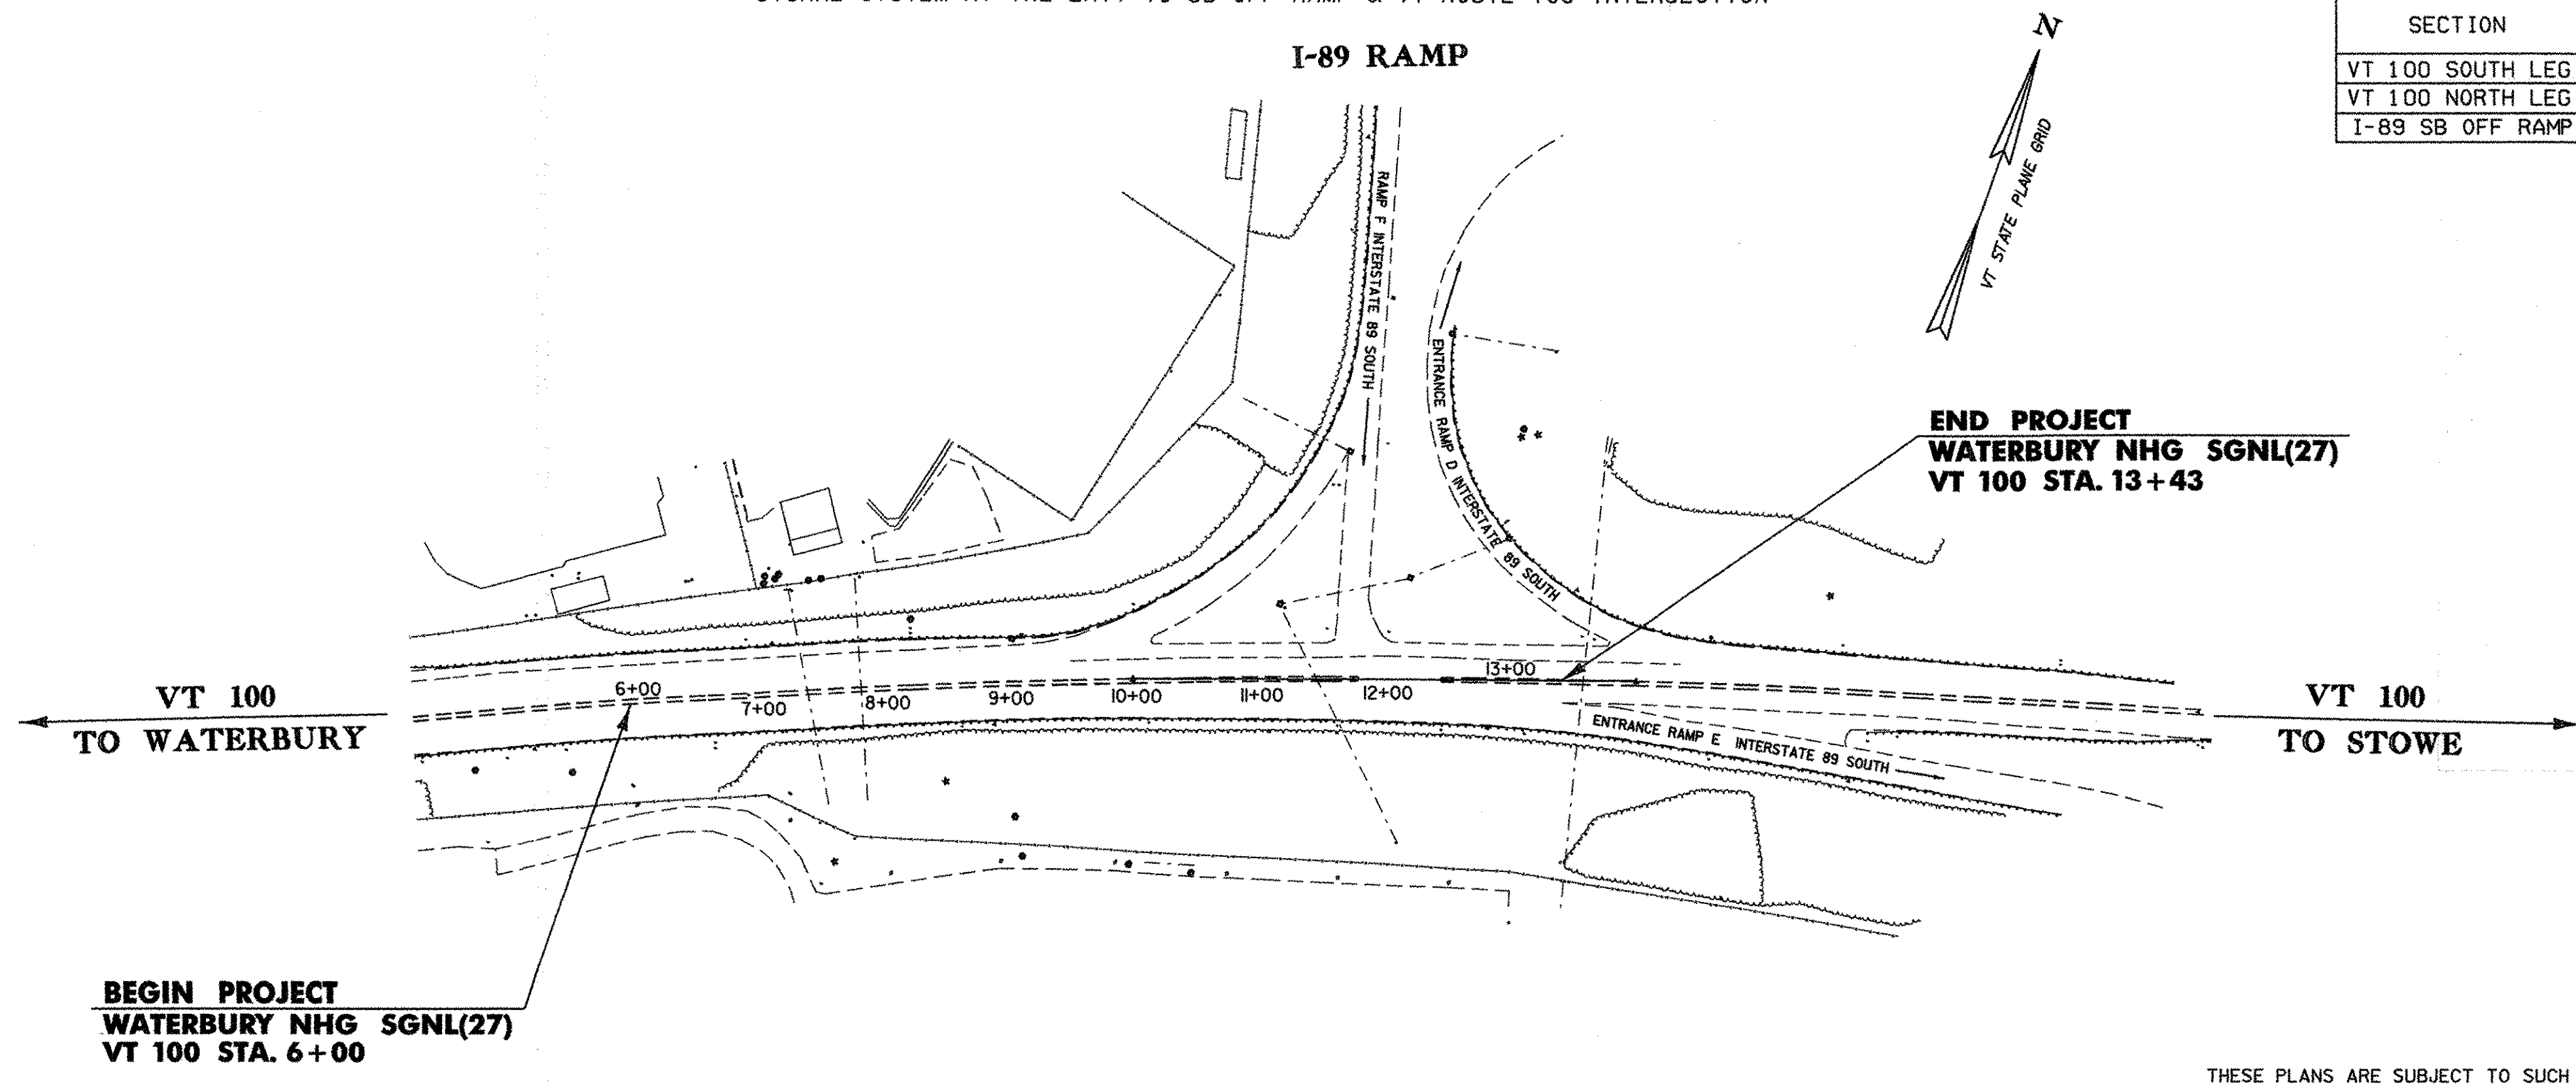 I-89 RAMP
N
VT STATE PLANE GRID
SECTION
VT 100 SOUTH LEG
VT 100 NORTH LEG
I-89 SB OFF RAMP
RAMP F INTERSTATE 89 SOUTH
ENTRANCE RAMP D INTERSTATE 89 SOUTH
END PROJECT
WATERBURY NHG SGNL(27)
VT 100 STA. 13+43
VT 100
TO WATERBURY
6+00
7+00
8+00
9+00
10+00
11+00
12+00
13+00
ENTRANCE RAMP E INTERSTATE 89 SOUTH
VT 100
TO STOWE
BEGIN PROJECT
WATERBURY NHG SGNL(27)
VT 100 STA. 6+00
THESE PLANS ARE SUBJECT TO SUCH